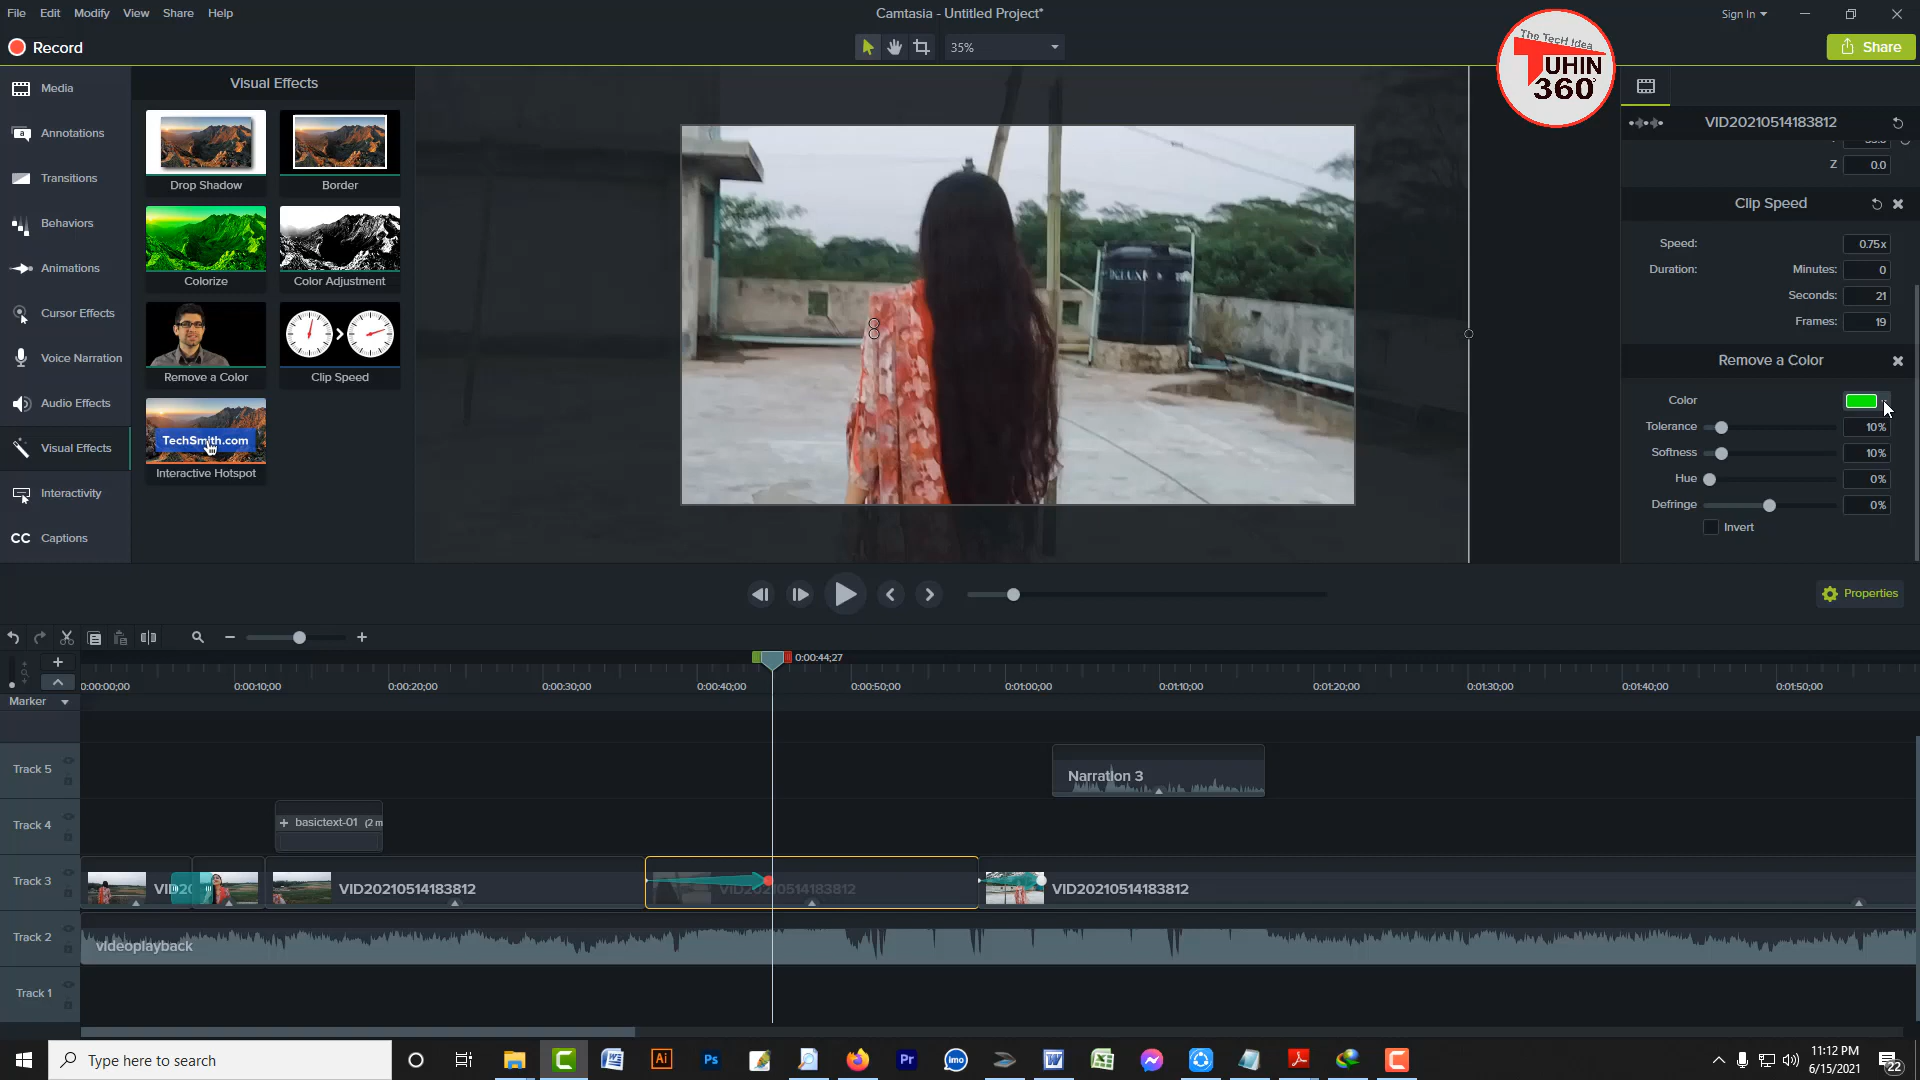 File Edit Modify View Share Help
Camtasia - Untitled Project*
Sign In
Record
35%
Share
The TecH Idea
TUHIN
360°
Media
Annotations
Transitions
Behaviors
Animations
Cursor Effects
Voice Narration
Audio Effects
Visual Effects
Interactivity
CC Captions
Visual Effects
Drop Shadow
Border
Colorize
Color Adjustment
Remove a Color
Clip Speed
TechSmith.com
Interactive Hotspot
VID20210514183812
Z 0.0
Clip Speed
Speed: 0.75x
Duration: Minutes: 0
Seconds: 21
Frames: 19
Remove a Color
Color
Tolerance 10%
Softness 10%
Hue 0%
Defringe 0%
Invert
Properties
0:00:44;27
0:00:00;00 0:00:10;00 0:00:20;00 0:00:30;00 0:00:40;00 0:00:50;00 0:01:00;00 0:01:10;00 0:01:20;00 0:01:30;00 0:01:40;00 0:01:50;00
Marker
Track 5
Narration 3
Track 4
+ basictext-01 (2 m
Track 3
VID20 VID20210514183812 VID20210514183812 VID20210514183812
Track 2
videoplayback
Track 1
Type here to search
Ai
Ps
Pr
imo
11:12 PM
6/15/2021
22